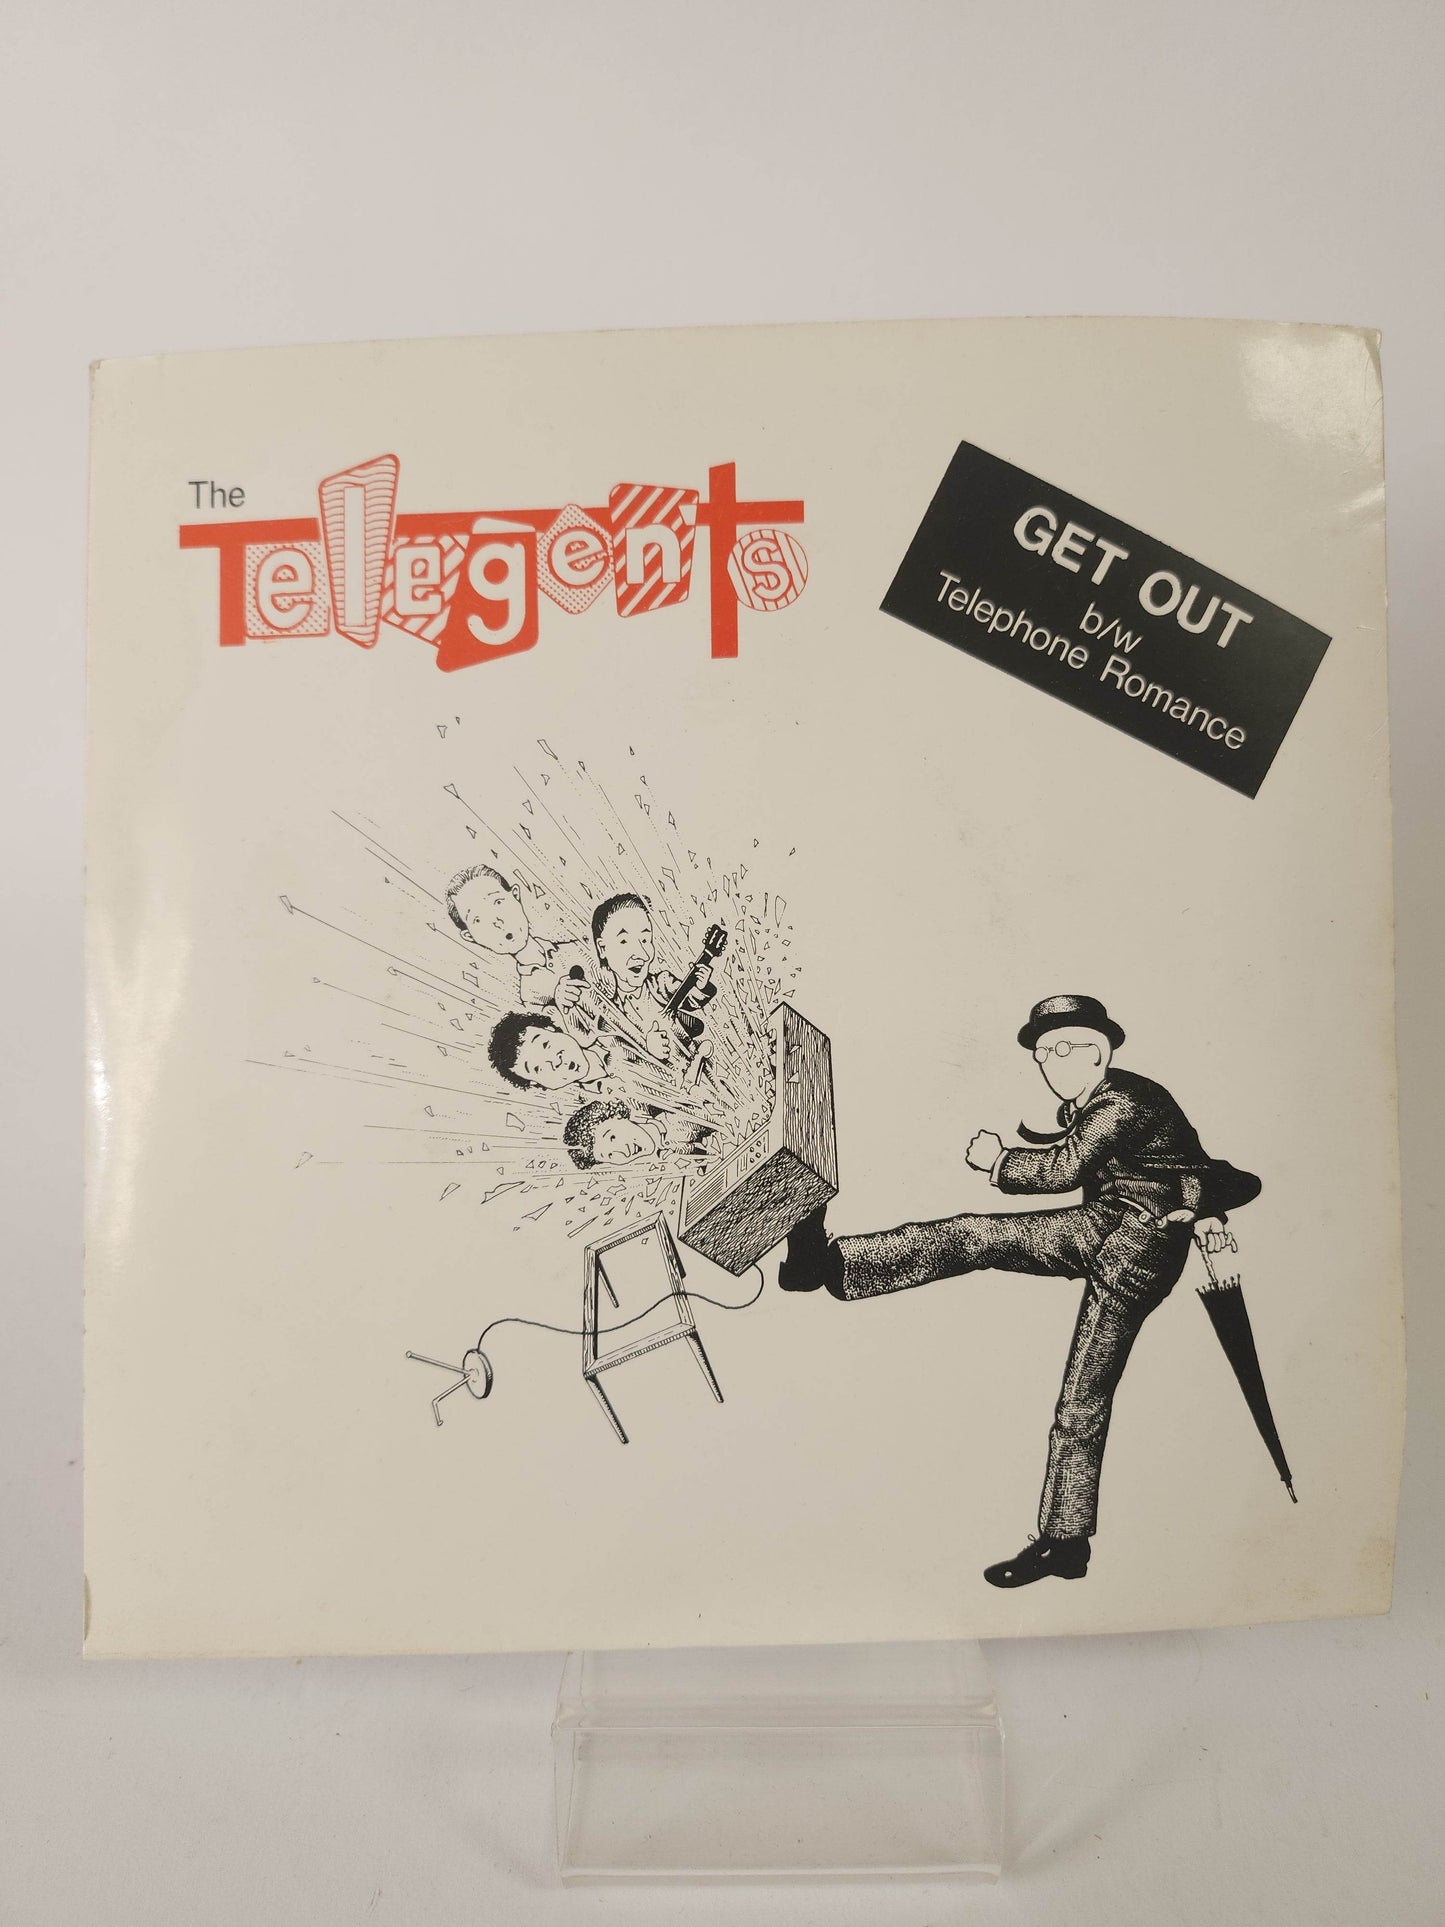 The
Telegents
GET OUT
b/w
Telephone Romance